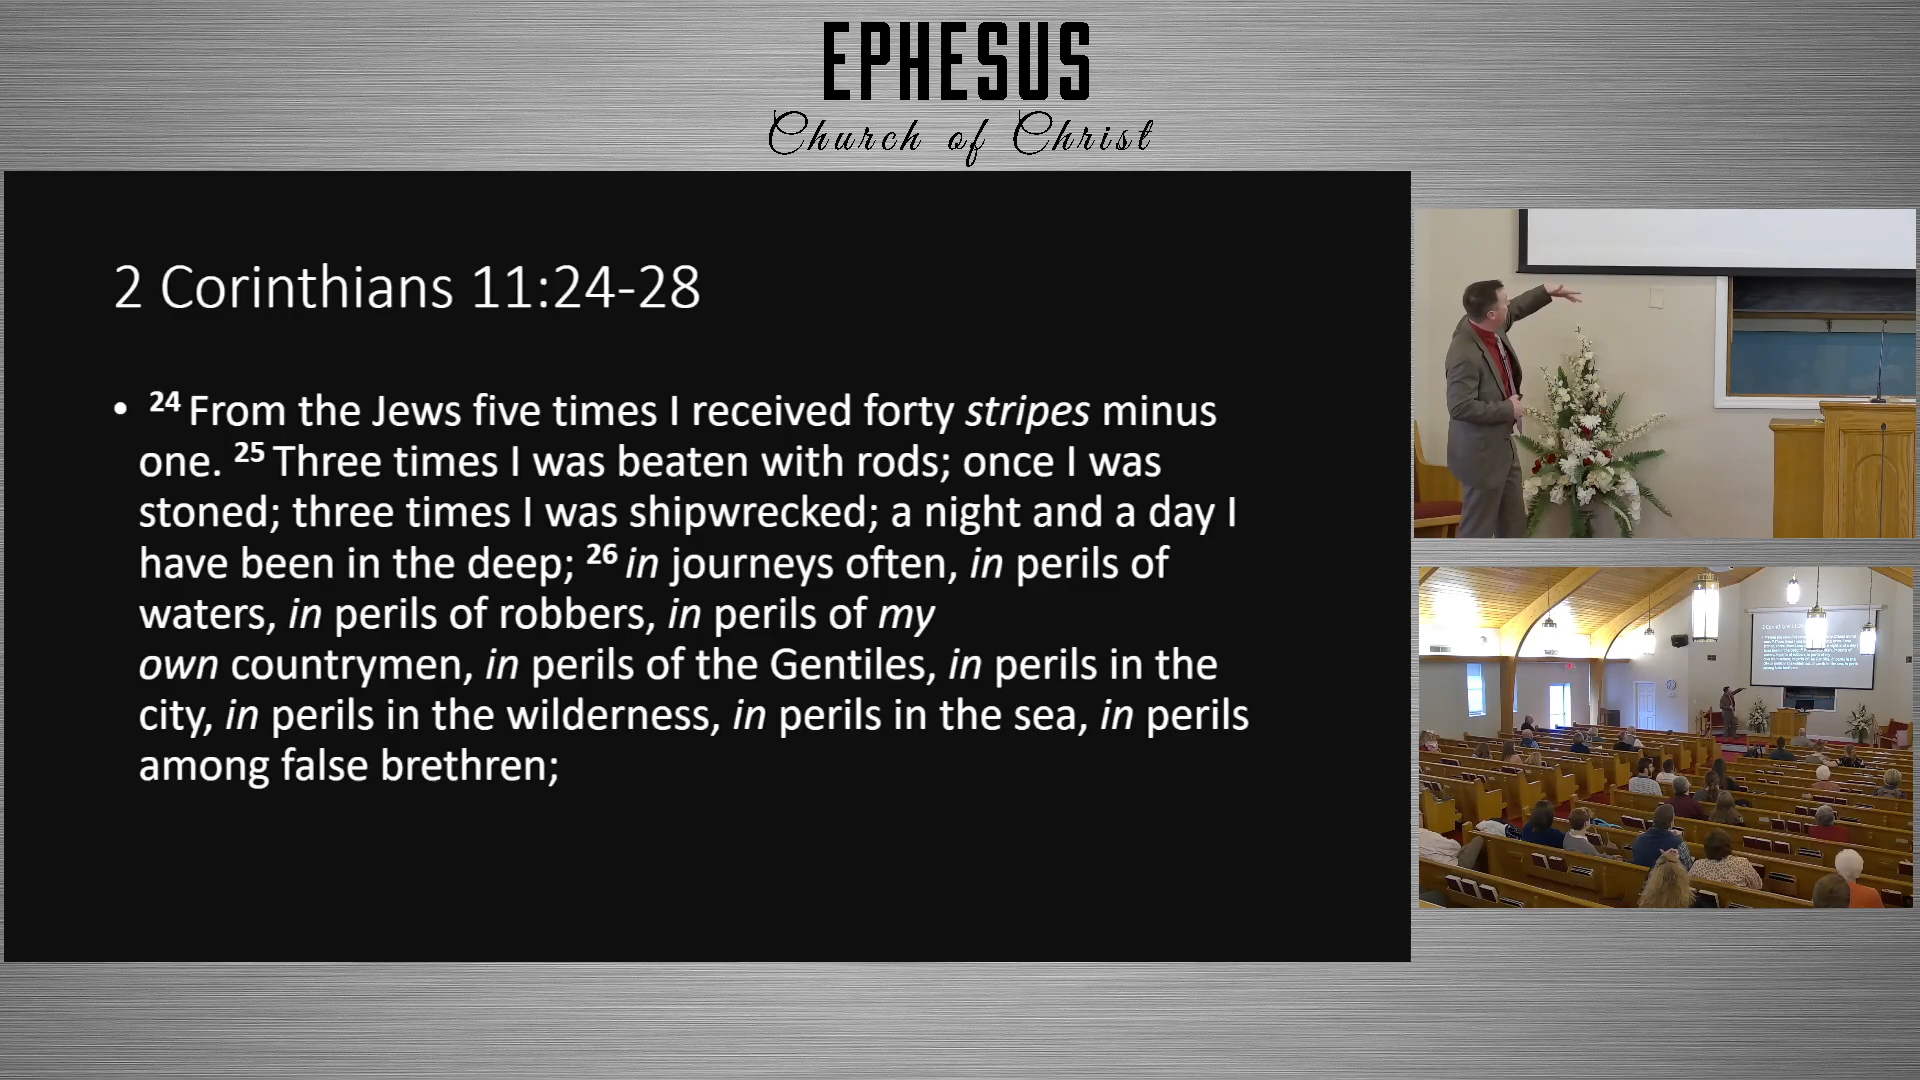 EPHESUS
Church of Christ
2 Corinthians 11:24-28
• 24 From the Jews five times I received forty stripes minus
one. 25 Three times I was beaten with rods; once I was
stoned; three times I was shipwrecked; a night and a day I
have been in the deep; 26 in journeys often, in perils of
waters, in perils of robbers, in perils of my
own countrymen, in perils of the Gentiles, in perils in the
city, in perils in the wilderness, in perils in the sea, in perils
among false brethren;